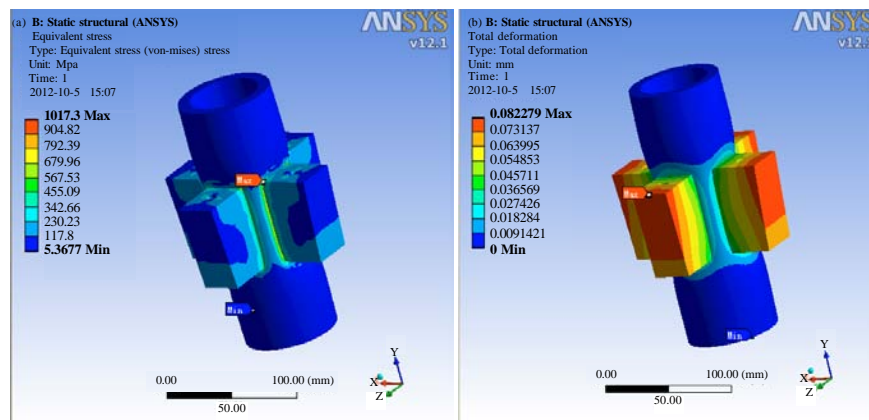 (a) B: Static structural (ANSYS)
Equivalent stress
Type: Equivalent stress (von-mises) stress
Unit: Mpa
Time: 1
2012-10-5 15:07
ANSYS
v12.1
1017.3 Max
904.82
792.39
679.96
567.53
455.09
342.66
230.23
117.8
5.3677 Min
Max
Min
Y
X
Z
0.00 100.00 (mm)
50.00
(b) B: Static structural (ANSYS)
Total deformation
Type: Total deformation
Unit: mm
Time: 1
2012-10-5 15:07
ANSYS
v12.1
0.082279 Max
0.073137
0.063995
0.054853
0.045711
0.036569
0.027426
0.018284
0.0091421
0 Min
Max
Min
Y
X
Z
0.00 100.00 (mm)
50.00